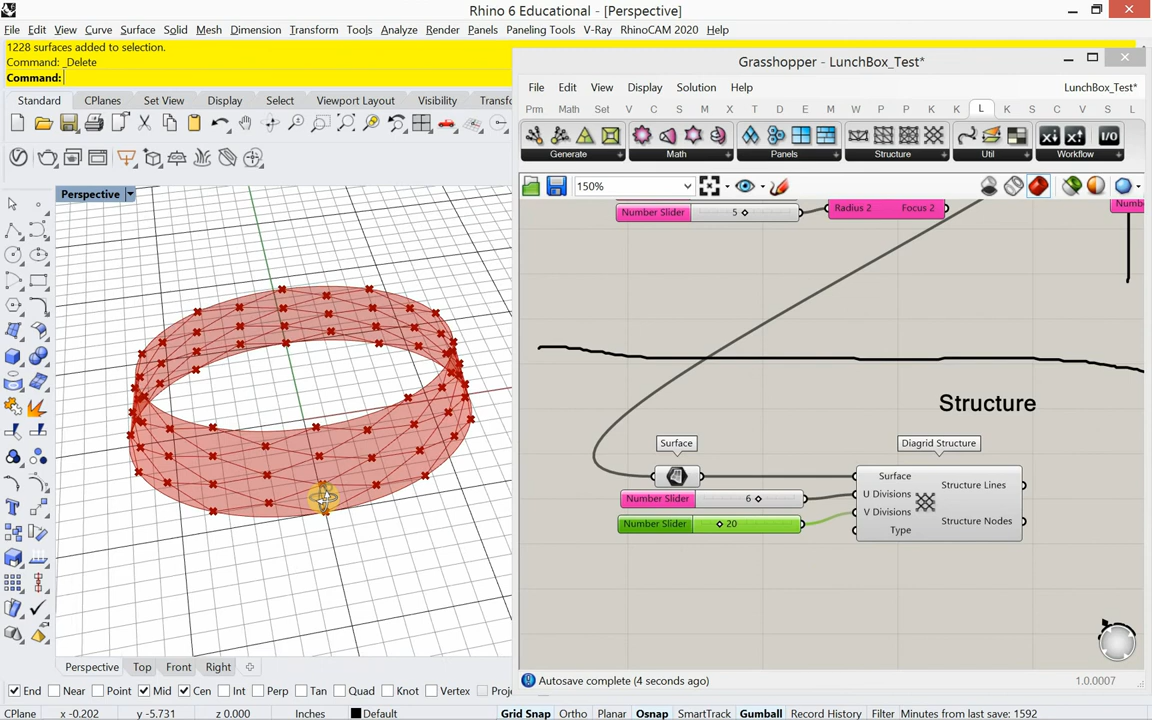 Rhino 6 Educational - [Perspective]
File Edit View Curve Surface Solid Mesh Dimension Transform Tools Analyze Render Panels Paneling Tools V-Ray RhinoCAM 2020 Help
1228 surfaces added to selection.
Command: _Delete
Command:
Standard CPlanes Set View Display Select Viewport Layout Visibility Transfo
Perspective
Perspective Top Front Right
End Near Point Mid Cen Int Perp Tan Quad Knot Vertex Proje
CPlane x -0.202 y -5.731 z 0.000 Inches Default Grid Snap Ortho Planar Osnap SmartTrack Gumball Record History Filter Minutes from last save: 1592
Grasshopper - LunchBox_Test*
File Edit View Display Solution Help LunchBox_Test*
Prm Math Set V C S M X T D M W P K K L K S V S L
Generate Math Panels Structure Util Workflow
I/O
150%
Number Slider 5
Radius 2 Focus 2
Numb
Structure
Surface
Diagrid Structure
Number Slider 6
Number Slider 20
Surface
U Divisions
V Divisions
Type
Structure Lines
Structure Nodes
Autosave complete (4 seconds ago) 1.0.0007